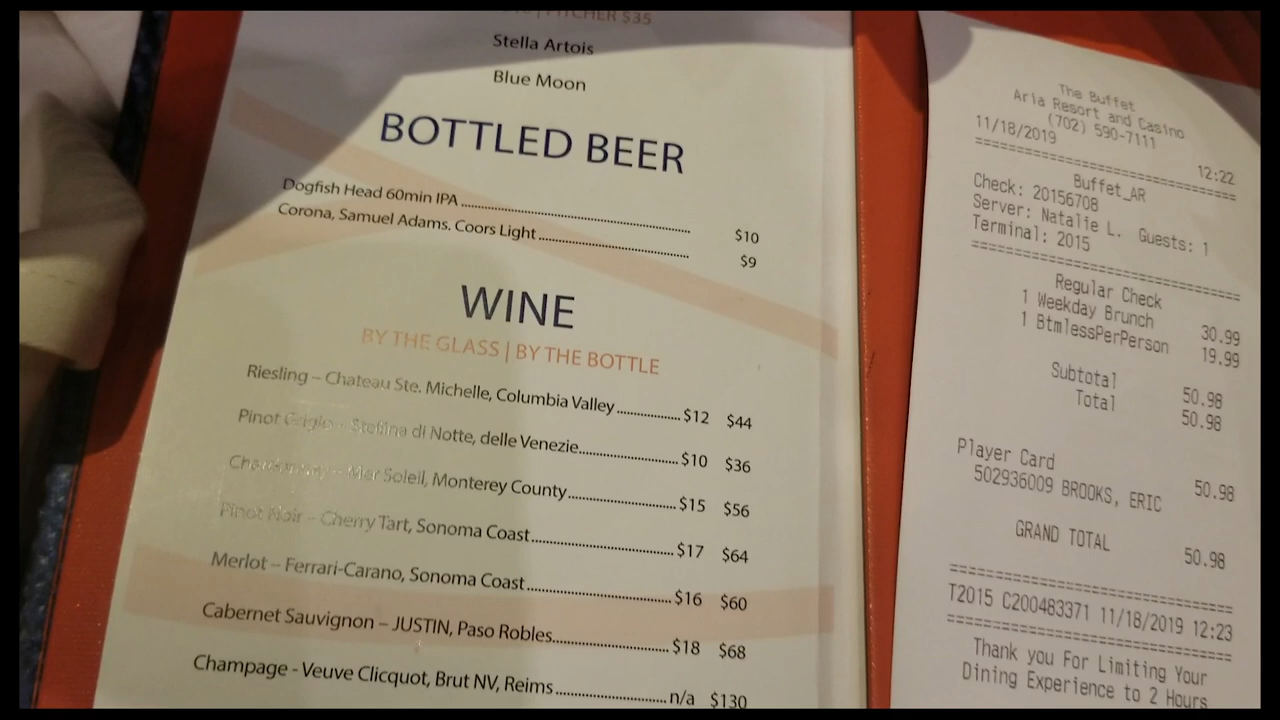 PITCHER $35
Stella Artois
Blue Moon
BOTTLED BEER
Dogfish Head 60min IPA ........ $10
Corona, Samuel Adams. Coors Light ........ $9
WINE
BY THE GLASS | BY THE BOTTLE
Riesling – Chateau Ste. Michelle, Columbia Valley ........ $12 $44
Pinot Grigio – Stellina di Notte, delle Venezie ........ $10 $36
Chardonnay – Mer Soleil, Monterey County ........ $15 $56
Pinot Noir – Cherry Tart, Sonoma Coast ........ $17 $64
Merlot – Ferrari-Carano, Sonoma Coast ........ $16 $60
Cabernet Sauvignon – JUSTIN, Paso Robles ........ $18 $68
Champage - Veuve Clicquot, Brut NV, Reims ........ n/a $130
The Buffet
Aria Resort and Casino
(702) 590-7111
11/18/2019 12:22
Buffet_AR
Check: 20156708
Server: Natalie L. Guests: 1
Terminal: 2015
Regular Check
1 Weekday Brunch 30.99
1 BtmlessPerPerson 19.99
Subtotal 50.98
Total 50.98
Player Card 50.98
502936009 BROOKS, ERIC
GRAND TOTAL 50.98
T2015 C200483371 11/18/2019 12:23
Thank you For Limiting Your
Dining Experience to 2 Hours